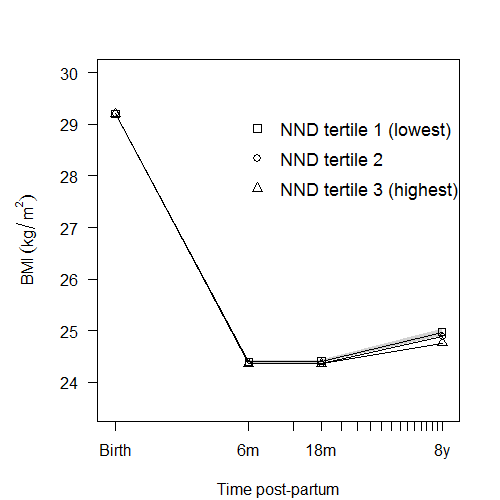 30
29
28
27
26
25
24
BMI (kg/m²)
NND tertile 1 (lowest)
NND tertile 2
NND tertile 3 (highest)
Birth 6m 18m 8y
Time post-partum